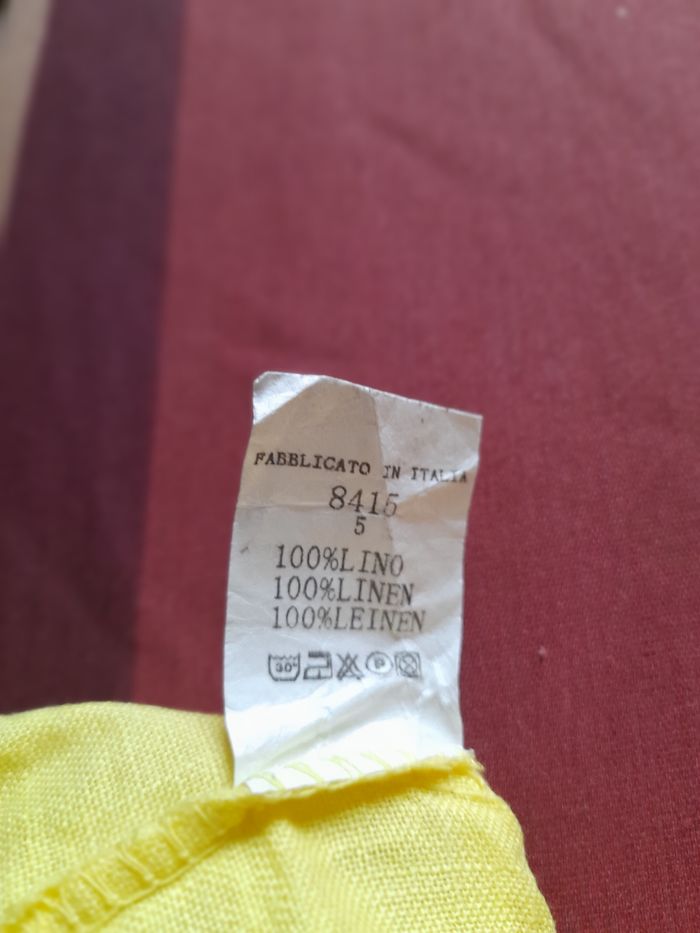 FABBLICATO IN ITALIA
8415
5
100%LINO
100%LINEN
100%LEINEN
30° P